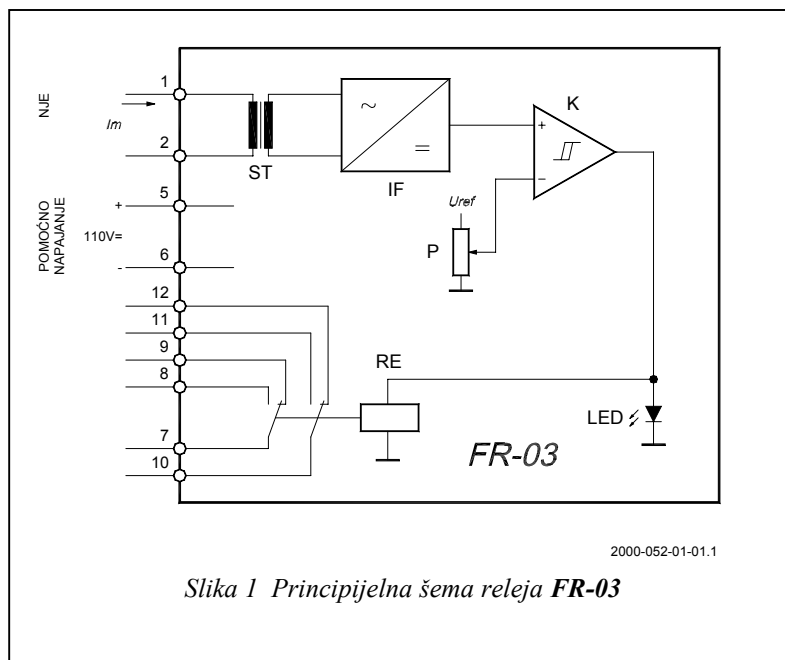 1
NJE
Im
2
ST
~
=
IF
K
+
−
Uref
P
5
+
POMOĆNO
NAPAJANJE
110V=
6
-
12
11
9
8
7
10
RE
LED
FR-03
2000-052-01-01.1
Slika 1 Principijelna šema releja FR-03